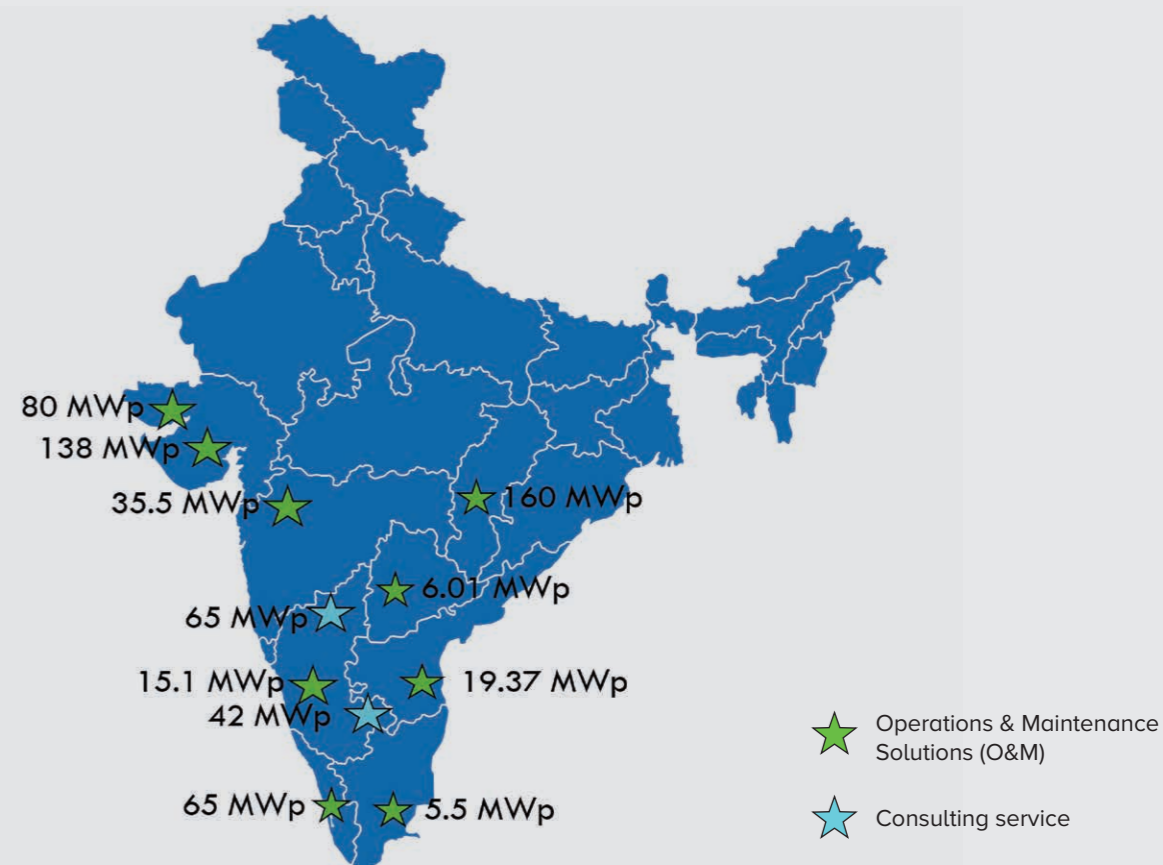 80 MWp
138 MWp
35.5 MWp
160 MWp
6.01 MWp
65 MWp
15.1 MWp
19.37 MWp
42 MWp
65 MWp
5.5 MWp
Operations & Maintenance
Solutions (O&M)
Consulting service